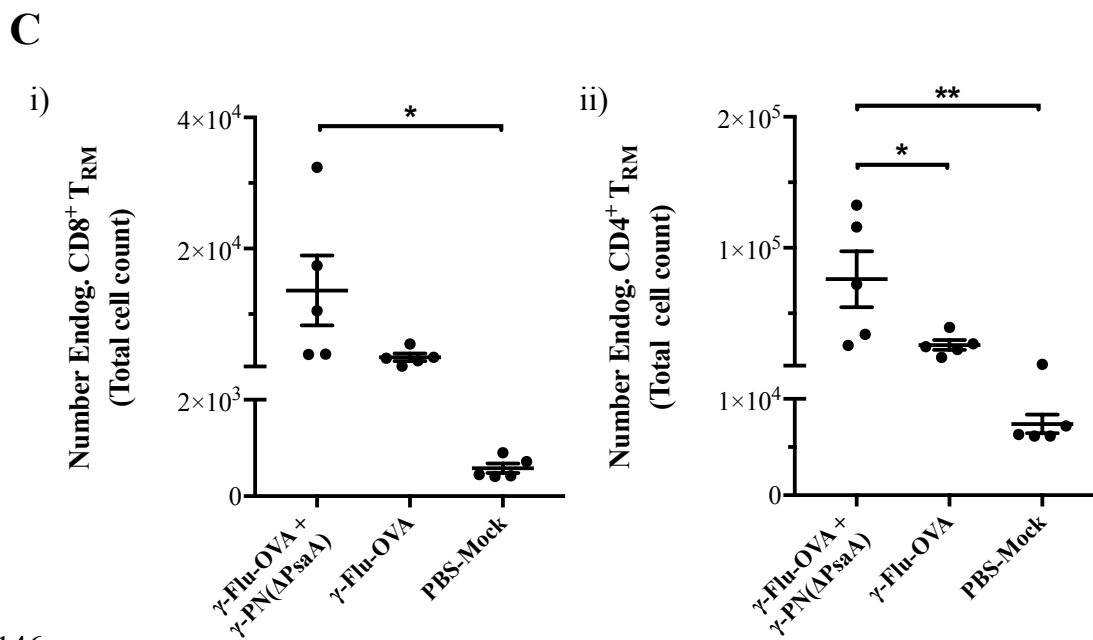 C
i)
Number Endog. CD8⁺ T_RM
(Total cell count)
4×10⁴
2×10⁴
2×10³
0
*
γ-Flu-OVA +
γ-PN(ΔPsaA)
γ-Flu-OVA
PBS-Mock
ii)
Number Endog. CD4⁺ T_RM
(Total cell count)
2×10⁵
1×10⁵
1×10⁴
0
**
*
γ-Flu-OVA +
γ-PN(ΔPsaA)
γ-Flu-OVA
PBS-Mock